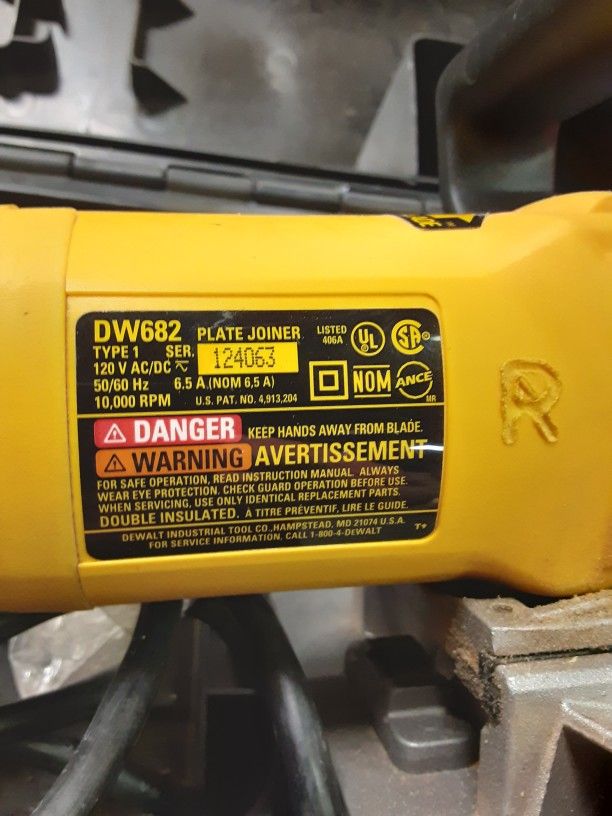 DW682 PLATE JOINER
TYPE 1 SER. 124063
120 V AC/DC
50/60 Hz 6.5 A (NOM 6,5 A)
10,000 RPM U.S. PAT. NO. 4,913,204
LISTED
406A
UL
SA
NOM
ANCE
MR
DANGER KEEP HANDS AWAY FROM BLADE.
WARNING AVERTISSEMENT
FOR SAFE OPERATION, READ INSTRUCTION MANUAL. ALWAYS
WEAR EYE PROTECTION. CHECK GUARD OPERATION BEFORE USE.
WHEN SERVICING, USE ONLY IDENTICAL REPLACEMENT PARTS.
DOUBLE INSULATED. À TITRE PRÉVENTIF, LIRE LE GUIDE.
DEWALT INDUSTRIAL TOOL CO., HAMPSTEAD, MD 21074 U.S.A.
FOR SERVICE INFORMATION, CALL 1-800-4-DEWALT
T+
R